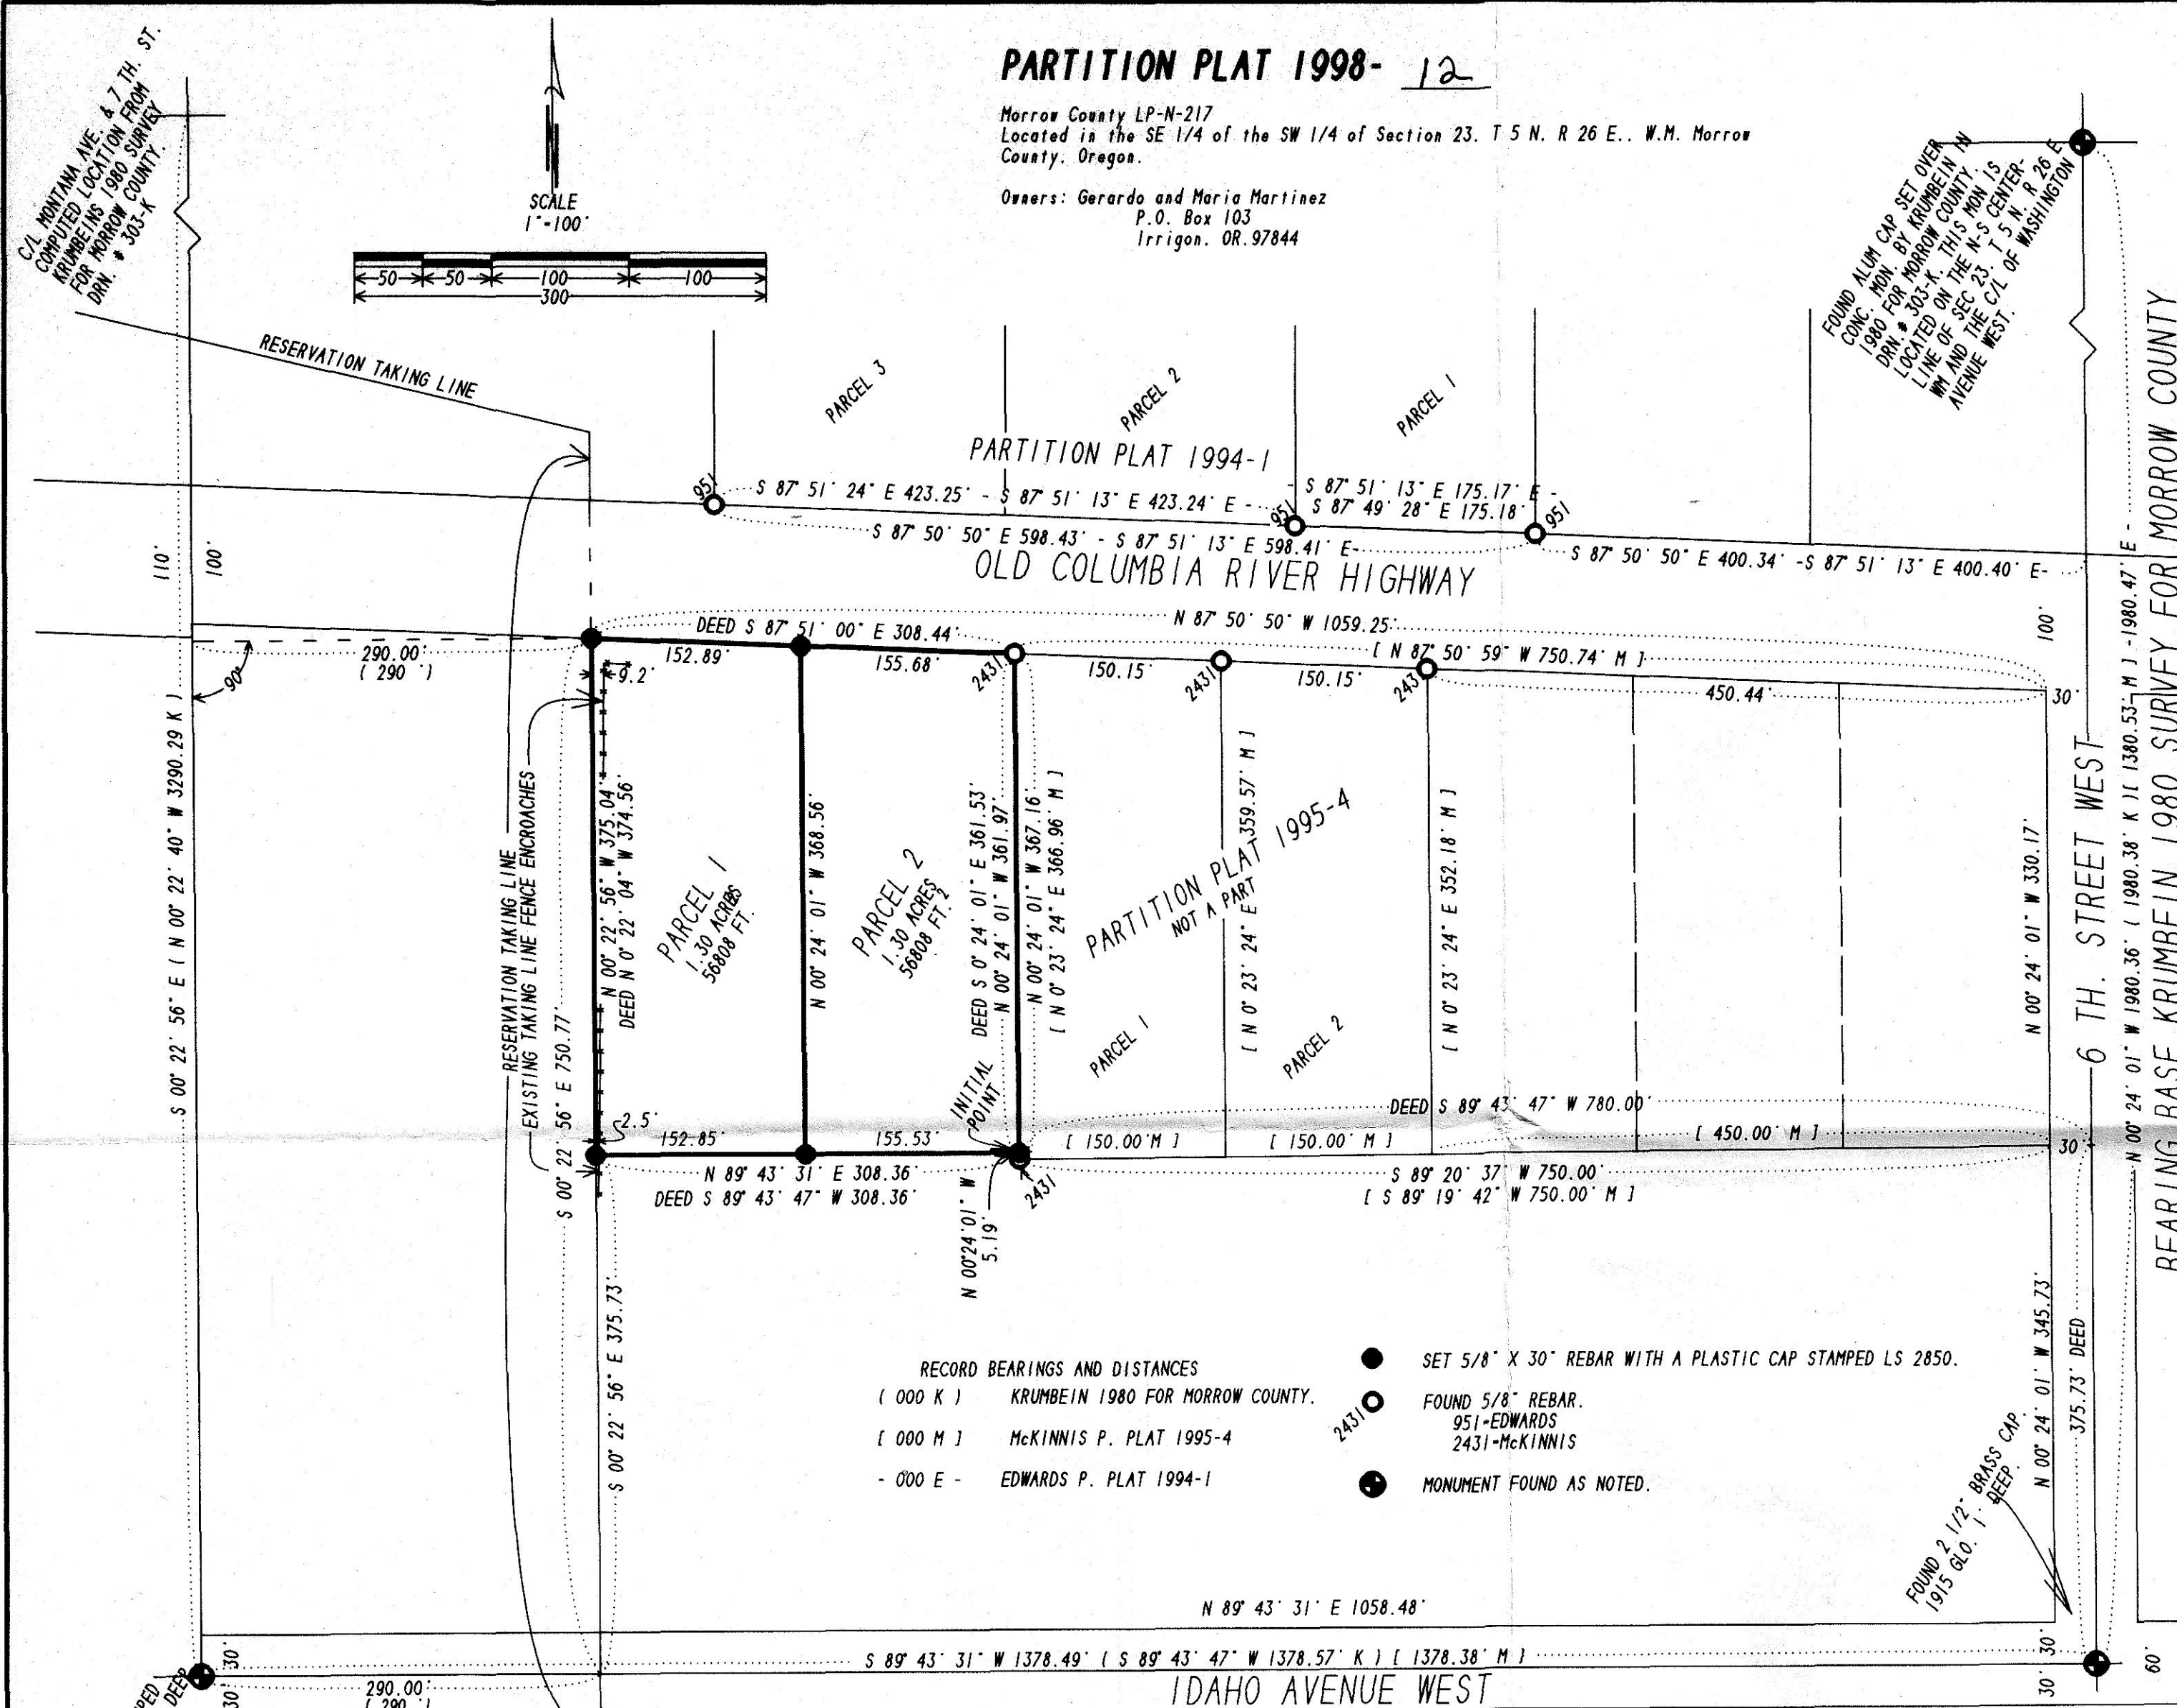 PARTITION PLAT 1998- 12
Morrow County LP-N-217
Located in the SE 1/4 of the SW 1/4 of Section 23. T 5 N. R 26 E.. W.M. Morrow
County. Oregon.
Owners: Gerardo and Maria Martinez
P.O. Box 103
Irrigon. OR. 97844
C/L MONTANA AVE. & 7 TH. ST.
COMPUTED LOCATION FROM
KRUMBEINS 1980 SURVEY
FOR MORROW COUNTY.
DRN. # 303-K
SCALE
1"-100'
50
50
100
100
300
FOUND ALUM CAP SET OVER
CONC. MON. BY KRUMBEIN IN
1980 FOR MORROW COUNTY.
DRN # 303-K. THIS MON IS
LOCATED ON THE N-S CENTER-
LINE OF SEC 23. T 5 N. R 26 E
WM AND THE C/L OF WASHINGTON
AVENUE WEST.
RESERVATION TAKING LINE
PARCEL 3
PARCEL 2
PARCEL 1
PARTITION PLAT 1994-1
951
S 87° 51' 24" E 423.25' - S 87° 51' 13" E 423.24' E -
- S 87° 51' 13" E 175.17' E -
S 87° 49' 28" E 175.18'
951
951
S 87° 50' 50" E 598.43' - S 87° 51' 13" E 598.41' E-
S 87° 50' 50" E 400.34' -S 87° 51' 13" E 400.40' E-
OLD COLUMBIA RIVER HIGHWAY
110'
100'
100'
N 87° 50' 50" W 1059.25'
DEED S 87° 51' 00" E 308.44'
[ N 87° 50' 59" W 750.74' M ]
290.00'
( 290 ')
90°
152.89'
155.68'
2431
150.15'
2431
150.15'
2431
450.44'
30'
9.2'
S 00° 22' 56" E ( N 00° 22' 40" W 3290.29 K )
RESERVATION TAKING LINE
EXISTING TAKING LINE FENCE ENCROACHES
S 00° 22' 56" E 750.77'
N 00° 22' 56" W 375.04'
DEED N 0° 22' 04" W 374.56'
PARCEL 1
1.30 ACRES
56808 FT.
N 00° 24' 01" W 368.56'
PARCEL 2
1.30 ACRES
56808 FT.2
DEED S 0° 24' 01" E 361.53'
N 00° 24' 01" W 361.97'
N 00° 24' 01" W 367.16'
[ N 0° 23' 24" E 366.96' M ]
PARTITION PLAT 1995-4
NOT A PART
[ N 0° 23' 24" E 359.57' M ]
[ N 0° 23' 24" E 352.18' M ]
PARCEL 1
PARCEL 2
N 00° 24' 01" W 330.17'
6 TH. STREET WEST
N 00° 24' 01" W 1980.36' ( 1980.38' K )[ 1380.53' M ] -1980.47' E -
BEARING BASE KRUMBEIN 1980 SURVEY FOR MORROW COUNTY
INITIAL
POINT
DEED S 89° 43' 47" W 780.00'
2.5'
152.85'
155.53'
[ 150.00'M ]
[ 150.00' M ]
[ 450.00' M ]
30'
N 89° 43' 31" E 308.36'
DEED S 89° 43' 47" W 308.36'
2431
S 89° 20' 37" W 750.00'
[ S 89° 19' 42" W 750.00' M ]
N 00°24'.01" W
5.19'
S 00° 22' 56" E 375.73'
RECORD BEARINGS AND DISTANCES
( 000 K ) KRUMBEIN 1980 FOR MORROW COUNTY.
[ 000 M ] McKINNIS P. PLAT 1995-4
- 000 E - EDWARDS P. PLAT 1994-1
SET 5/8" X 30" REBAR WITH A PLASTIC CAP STAMPED LS 2850.
2431
FOUND 5/8" REBAR.
951-EDWARDS
2431-McKINNIS
MONUMENT FOUND AS NOTED.
N 00° 24' 01" W 345.73'
375.73' DEED
FOUND 2 1/2" BRASS CAP.
1915 GLO. 1' DEEP.
N 89° 43' 31" E 1058.48'
S 89° 43' 31" W 1378.49' ( S 89° 43' 47" W 1378.57' K ) [ 1378.38' M ]
IDAHO AVENUE WEST
DEEP
30'
30'
290.00'
( 290 ')
30'
30'
60'